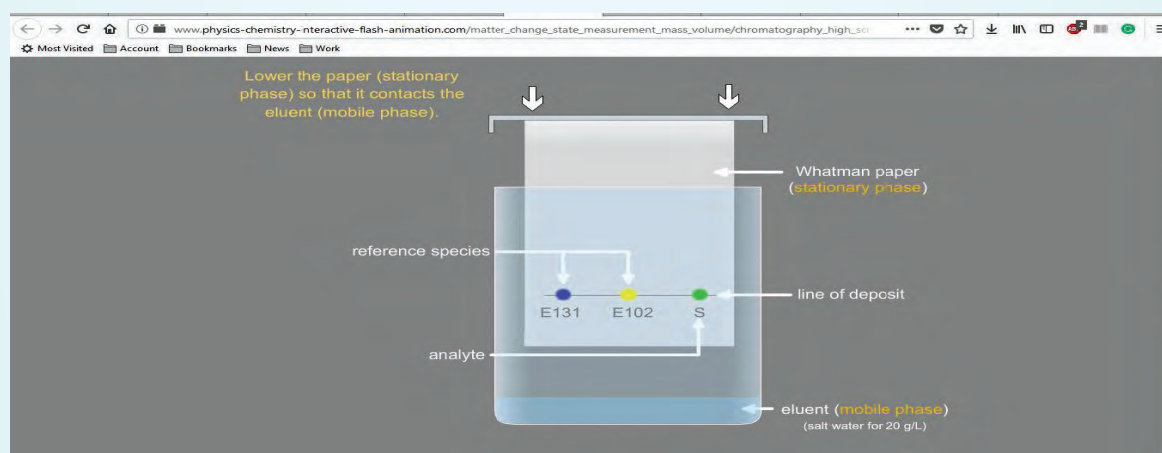 www.physics-chemistry-nteractive-flash-animation.com/matter_change_state_measurement_mass_volume/chromatography_high_sc
2
Most Visited Account Bookmarks News Work
Lower the paper (stationary
phase) so that it contacts the
eluent (mobile phase).
Whatman paper
(stationary phase)
reference species
line of deposit
E131 E102 S
analyte
eluent (mobile phase)
(salt water for 20 g/L)